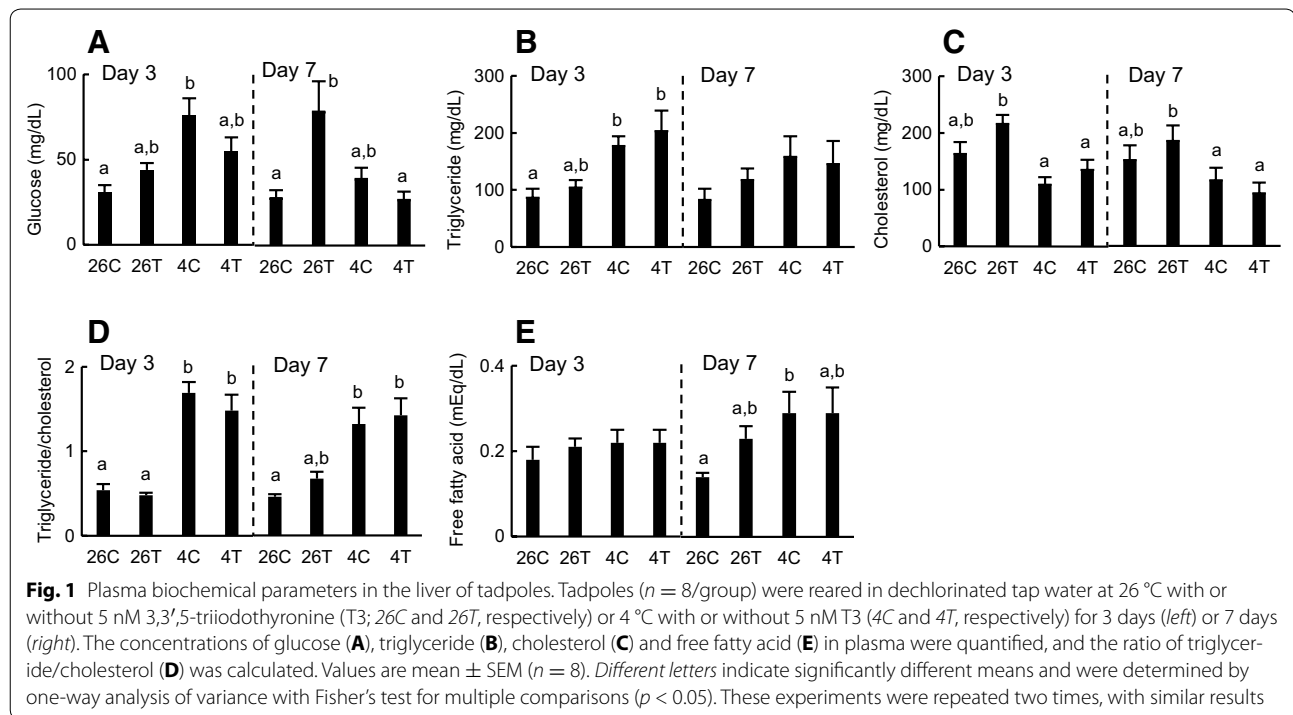 A
Day 3
Day 7
Glucose (mg/dL)
100
50
0
a
a,b
b
a,b
a
b
a,b
a
26C 26T 4C 4T 26C 26T 4C 4T
B
Day 3
Day 7
Triglyceride (mg/dL)
300
200
100
0
a
a,b
b
b
26C 26T 4C 4T 26C 26T 4C 4T
C
Day 3
Day 7
Cholesterol (mg/dL)
300
200
100
0
a,b
b
a
a
a,b
b
a
a
26C 26T 4C 4T 26C 26T 4C 4T
D
Day 3
Day 7
Triglyceride/cholesterol
2
1
0
a
a
b
b
a
a,b
b
b
26C 26T 4C 4T 26C 26T 4C 4T
E
Day 3
Day 7
Free fatty acid (mEq/dL)
0.4
0.2
0
a
a,b
b
a,b
26C 26T 4C 4T 26C 26T 4C 4T
Fig. 1 Plasma biochemical parameters in the liver of tadpoles. Tadpoles (n = 8/group) were reared in dechlorinated tap water at 26 °C with or
without 5 nM 3,3′,5-triiodothyronine (T3; 26C and 26T, respectively) or 4 °C with or without 5 nM T3 (4C and 4T, respectively) for 3 days (left) or 7 days
(right). The concentrations of glucose (A), triglyceride (B), cholesterol (C) and free fatty acid (E) in plasma were quantified, and the ratio of triglycer-
ide/cholesterol (D) was calculated. Values are mean ± SEM (n = 8). Different letters indicate significantly different means and were determined by
one-way analysis of variance with Fisher's test for multiple comparisons (p < 0.05). These experiments were repeated two times, with similar results